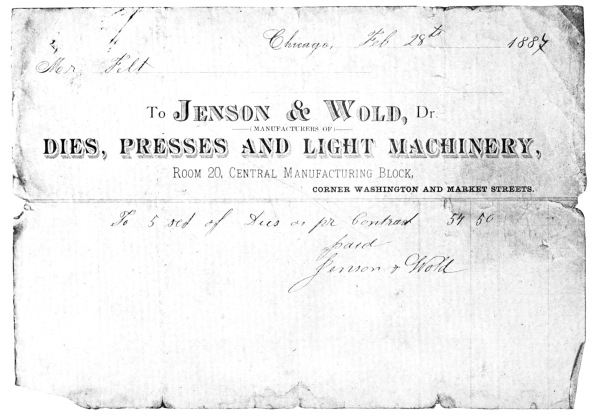 Chicago, Feb 28th 1887
Mr. Felt
To Jenson & Wold, Dr.
(MANUFACTURERS OF)
DIES, PRESSES AND LIGHT MACHINERY,
Room 20, Central Manufacturing Block,
CORNER WASHINGTON AND MARKET STREETS.
To 5 set of Dies as pr Contract 54 50
paid
Jenson & Wold